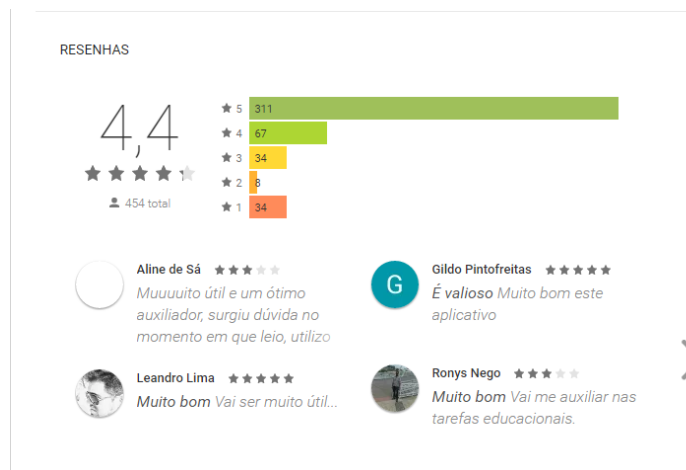 RESENHAS
4,4
454 total
5 311
4 67
3 34
2 8
1 34
Aline de Sá
Muuuuito útil e um ótimo
auxiliador, surgiu dúvida no
momento em que leio, utilizo
G
Gildo Pintofreitas
É valioso Muito bom este
aplicativo
Leandro Lima
Muito bom Vai ser muito útil...
Ronys Nego
Muito bom Vai me auxiliar nas
tarefas educacionais.